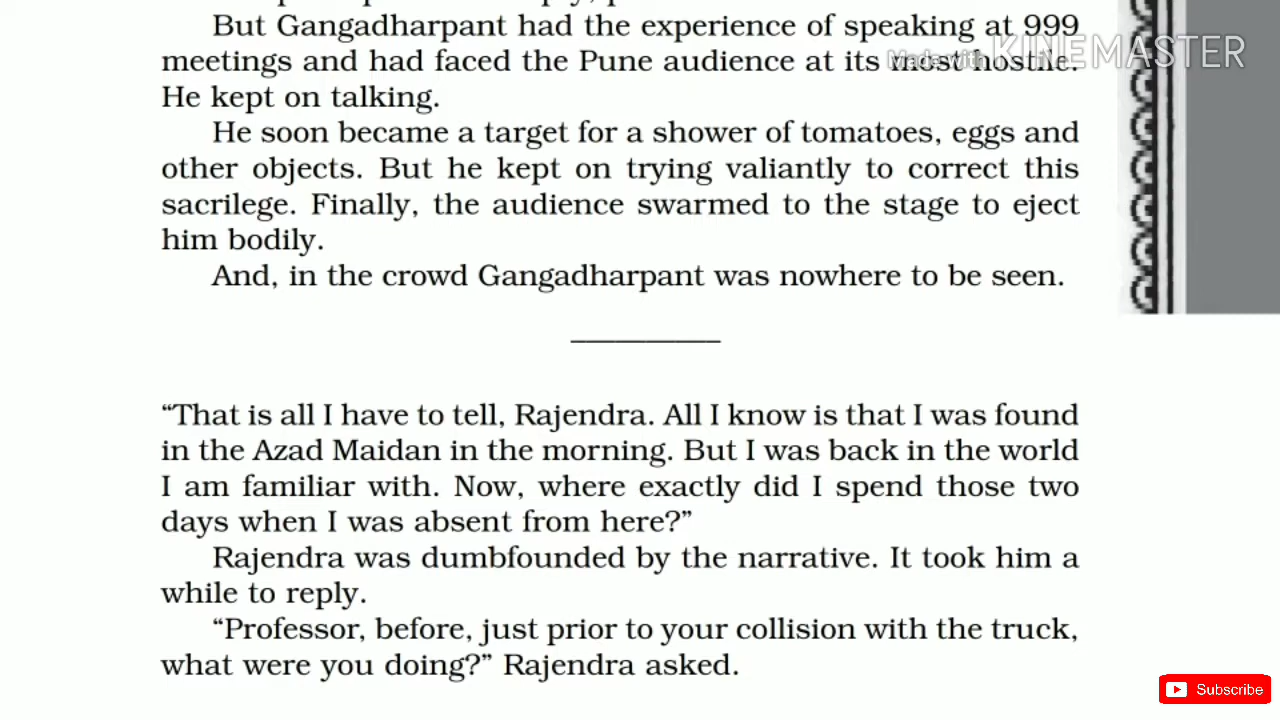 But Gangadharpant had the experience of speaking at 999
meetings and had faced the Pune audience at its most hostile.
He kept on talking.
He soon became a target for a shower of tomatoes, eggs and
other objects. But he kept on trying valiantly to correct this
sacrilege. Finally, the audience swarmed to the stage to eject
him bodily.
And, in the crowd Gangadharpant was nowhere to be seen.
“That is all I have to tell, Rajendra. All I know is that I was found
in the Azad Maidan in the morning. But I was back in the world
I am familiar with. Now, where exactly did I spend those two
days when I was absent from here?”
Rajendra was dumbfounded by the narrative. It took him a
while to reply.
“Professor, before, just prior to your collision with the truck,
what were you doing?” Rajendra asked.
Made with KINEMASTER
Subscribe